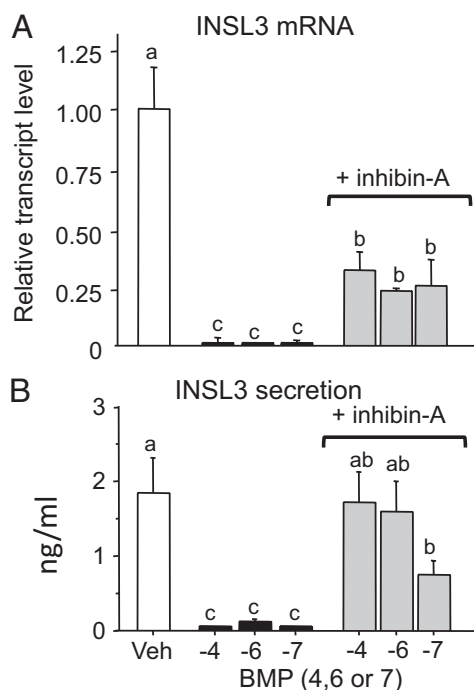 A INSL3 mRNA
Relative transcript level
1.25
1.00
0.75
0.50
0.25
0
a
c c c
+ inhibin-A
b b b
B INSL3 secretion
ng/ml
3
2
1
0
a
c c c
+ inhibin-A
ab ab b
Veh -4 -6 -7 -4 -6 -7
BMP (4,6 or 7)